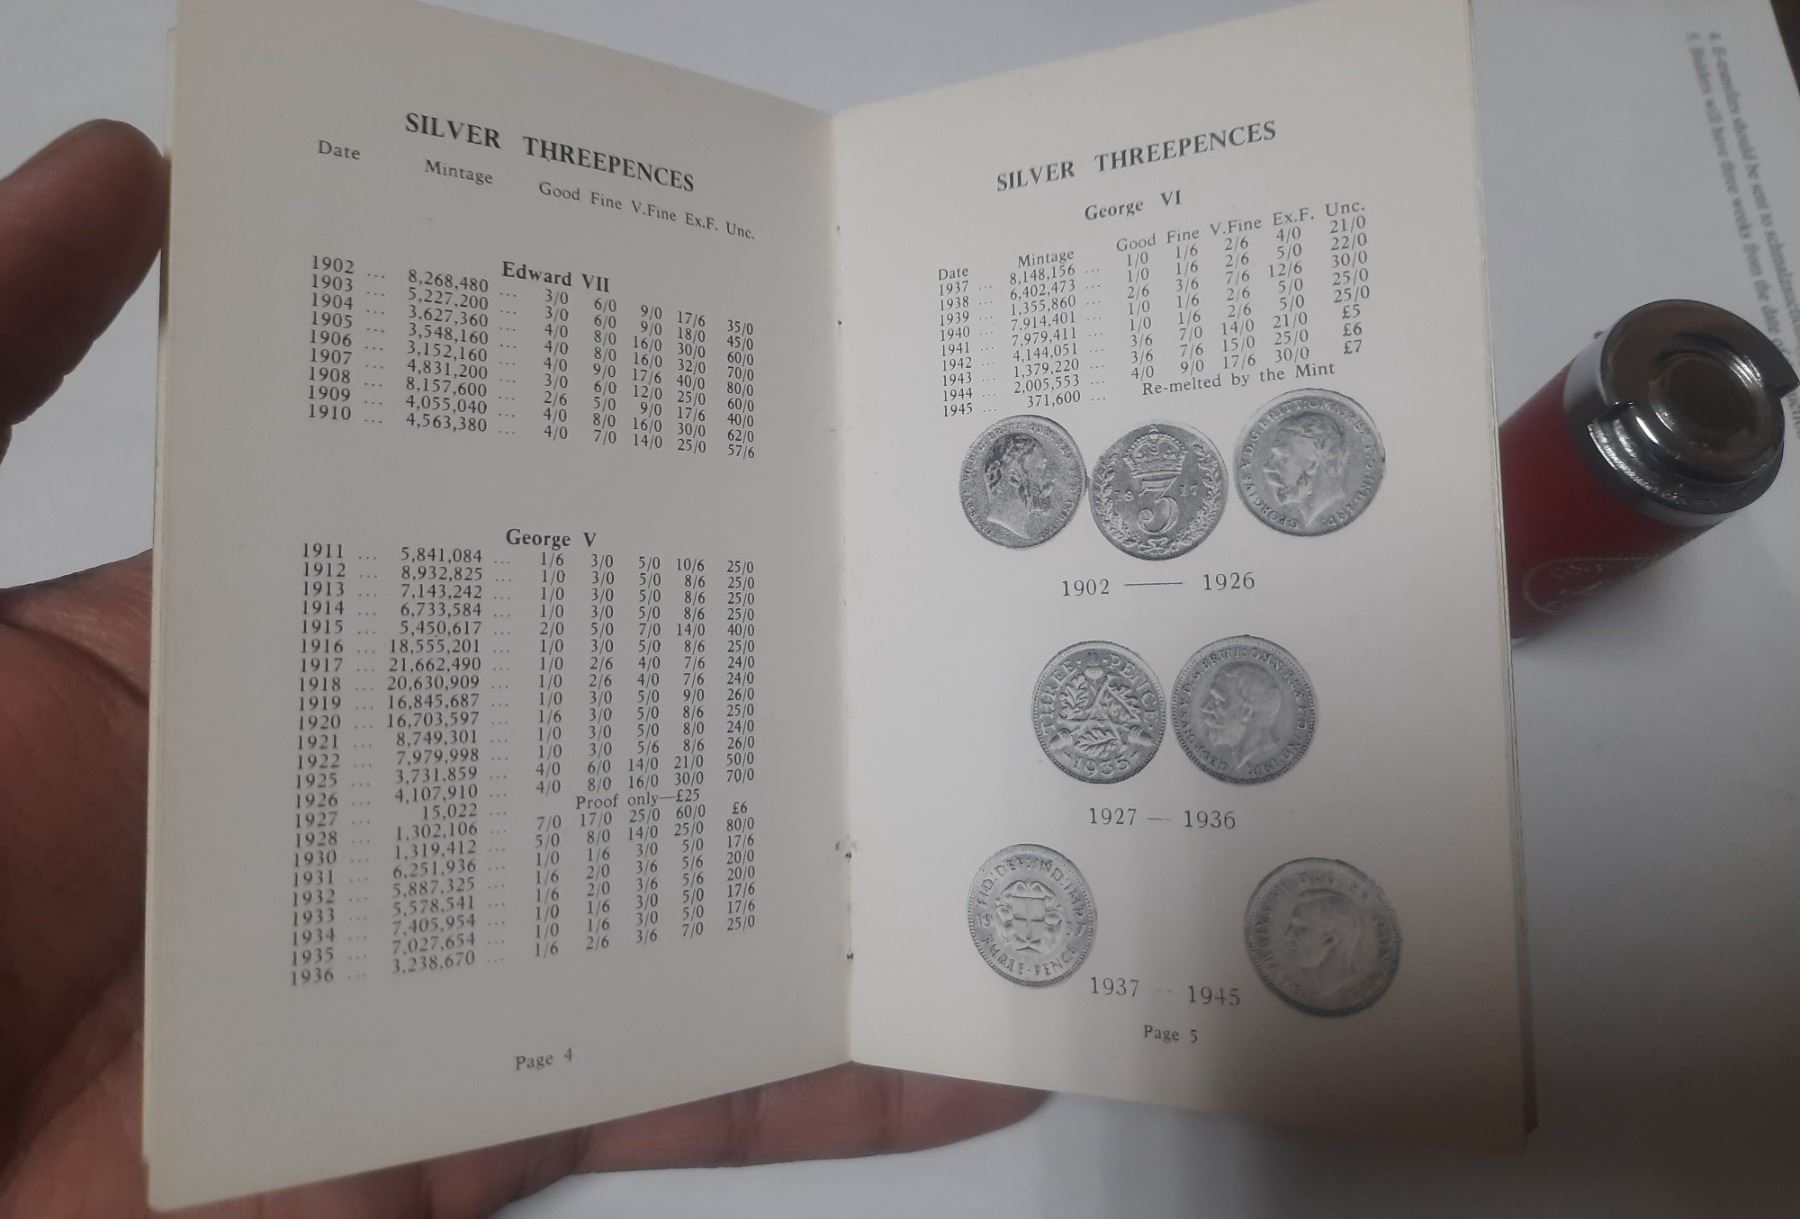 SILVER THREEPENCES
Date Mintage Good Fine V.Fine Ex.F. Unc.
Edward VII
1902 ... 8,268,480 ... 3/0 6/0 9/0 17/6 35/0
1903 ... 5,227,200 ... 3/0 6/0 9/0 18/0 45/0
1904 ... 3,627,360 ... 4/0 8/0 16/0 30/0 60/0
1905 ... 3,548,160 ... 4/0 8/0 16/0 32/0 70/0
1906 ... 3,152,160 ... 4/0 9/0 17/6 40/0 80/0
1907 ... 4,831,200 ... 3/0 6/0 12/0 25/0 60/0
1908 ... 8,157,600 ... 2/6 5/0 9/0 17/6 40/0
1909 ... 4,055,040 ... 4/0 8/0 16/0 30/0 62/0
1910 ... 4,563,380 ... 4/0 7/0 14/0 25/0 57/6
George V
1911 ... 5,841,084 ... 1/6 3/0 5/0 10/6 25/0
1912 ... 8,932,825 ... 1/0 3/0 5/0 8/6 25/0
1913 ... 7,143,242 ... 1/0 3/0 5/0 8/6 25/0
1914 ... 6,733,584 ... 1/0 3/0 5/0 8/6 25/0
1915 ... 5,450,617 ... 2/0 5/0 7/0 14/0 40/0
1916 ... 18,555,201 ... 1/0 3/0 5/0 8/6 25/0
1917 ... 21,662,490 ... 1/0 2/6 4/0 7/6 24/0
1918 ... 20,630,909 ... 1/0 2/6 4/0 7/6 24/0
1919 ... 16,845,687 ... 1/0 3/0 5/0 9/0 26/0
1920 ... 16,703,597 ... 1/6 3/0 5/0 8/6 25/0
1921 ... 8,749,301 ... 1/0 3/0 5/0 8/0 24/0
1922 ... 7,979,998 ... 1/0 3/0 5/6 8/6 26/0
1925 ... 3,731,859 ... 4/0 6/0 14/0 21/0 50/0
1926 ... 4,107,910 ... 4/0 8/0 16/0 30/0 70/0
1927 ... 15,022 ... Proof only—£25
1928 ... 1,302,106 ... 7/0 17/0 25/0 60/0 £6
1930 ... 1,319,412 ... 5/0 8/0 14/0 25/0 80/0
1931 ... 6,251,936 ... 1/0 1/6 3/0 5/0 17/6
1932 ... 5,887,325 ... 1/6 2/0 3/6 5/6 20/0
1933 ... 5,578,541 ... 1/6 2/0 3/6 5/6 20/0
1934 ... 7,405,954 ... 1/0 1/6 3/0 5/0 17/6
1935 ... 7,027,654 ... 1/0 1/6 3/0 5/0 17/6
1936 ... 3,238,670 ... 1/6 2/6 3/6 7/0 25/0
Page 4
SILVER THREEPENCES
George VI
Date Mintage Good Fine V.Fine Ex.F. Unc.
1937 ... 8,148,156 ... 1/0 1/6 2/6 4/0 21/0
1938 ... 6,402,473 ... 1/0 1/6 2/6 5/0 22/0
1939 ... 1,355,860 ... 2/6 3/6 7/6 12/6 30/0
1940 ... 7,914,401 ... 1/0 1/6 2/6 5/0 25/0
1941 ... 7,979,411 ... 1/0 1/6 2/6 5/0 25/0
1942 ... 4,144,051 ... 3/6 7/0 14/0 21/0 £5
1943 ... 1,379,220 ... 3/6 7/6 15/0 25/0 £6
1944 ... 2,005,553 ... 4/0 9/0 17/6 30/0 £7
1945 ... 371,600 ... Re-melted by the Mint
3
1902 —— 1926
THREE PENCE
1935
1927 — 1936
THREE PENCE
1937 -- 1945
Page 5